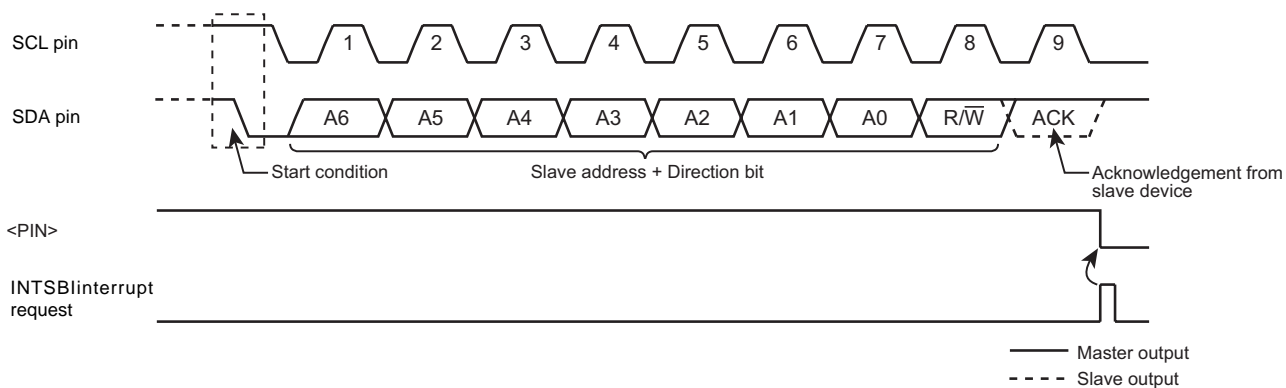 SCL pin
1 2 3 4 5 6 7 8 9
SDA pin
A6 A5 A4 A3 A2 A1 A0 R/W̅ ACK
Start condition
Slave address + Direction bit
Acknowledgement from
slave device
<PIN>
INTSBIinterrupt
request
Master output
Slave output